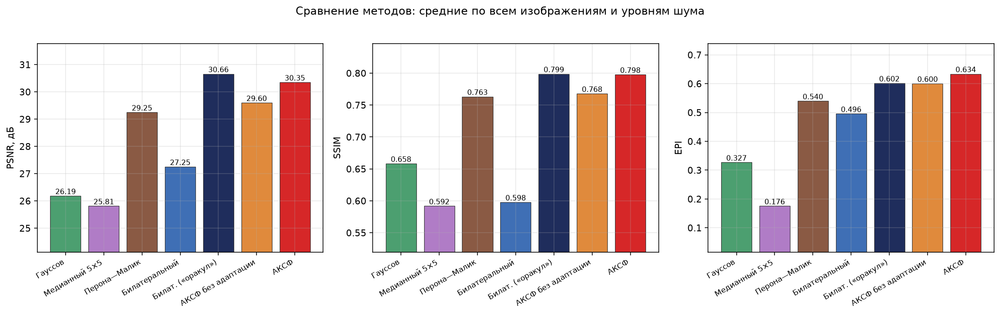 Сравнение методов: средние по всем изображениям и уровням шума
PSNR, дБ
31
30
29
28
27
26
25
26.19
25.81
29.25
27.25
30.66
29.60
30.35
Гауссов
Медианный 5×5
Перона—Малик
Билатеральный
Билат. («оракул»)
АКСФ без адаптации
АКСФ
SSIM
0.80
0.75
0.70
0.65
0.60
0.55
0.658
0.592
0.763
0.598
0.799
0.768
0.798
Гауссов
Медианный 5×5
Перона—Малик
Билатеральный
Билат. («оракул»)
АКСФ без адаптации
АКСФ
EPI
0.7
0.6
0.5
0.4
0.3
0.2
0.1
0.327
0.176
0.540
0.496
0.602
0.600
0.634
Гауссов
Медианный 5×5
Перона—Малик
Билатеральный
Билат. («оракул»)
АКСФ без адаптации
АКСФ